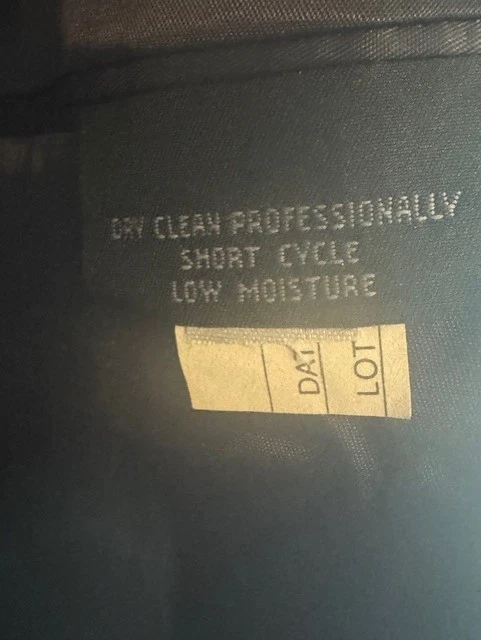 DRY CLEAN PROFESSIONALLY
SHORT CYCLE
LOW MOISTURE
DAT
LOT